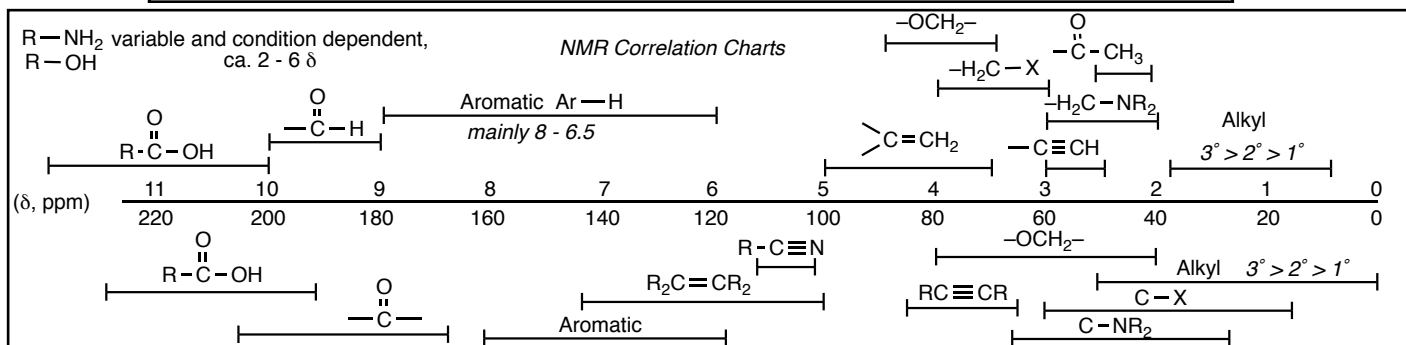 –OCH₂–
O
R—NH₂ variable and condition dependent,
R—OH ca. 2 - 6 δ
NMR Correlation Charts
–C–CH₃
–H₂C—X
O
—C—H
Aromatic Ar—H
mainly 8 - 6.5
–H₂C—NR₂
Alkyl
3° > 2° > 1°
O
R-C—OH
C=CH₂
—C≡CH
11 10 9 8 7 6 5 4 3 2 1 0
(δ, ppm)
220 200 180 160 140 120 100 80 60 40 20 0
O
R–C–OH
O
—C—
R-C≡N
–OCH₂–
R₂C=CR₂
RC≡CR
Alkyl 3° > 2° > 1°
C—X
Aromatic
C—NR₂